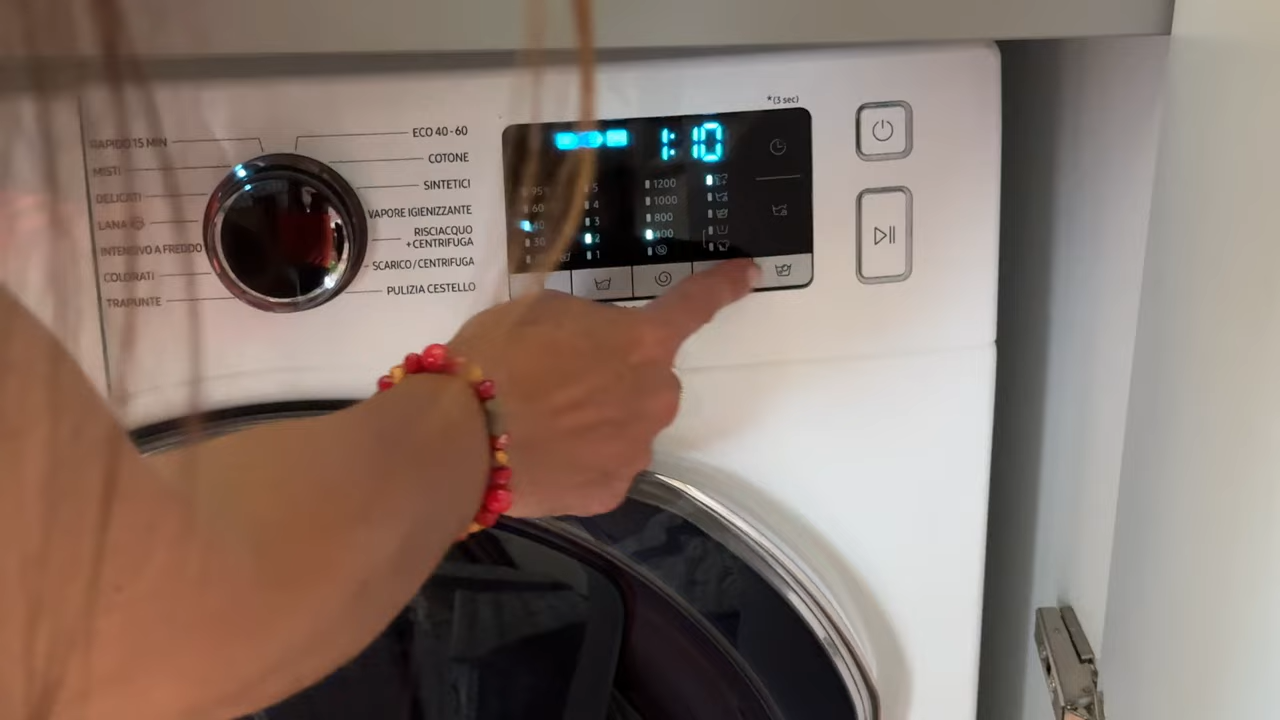 RAPIDO 15 MIN
MISTI
DELICATI
LANA
INTENSIVO A FREDDO
COLORATI
TRAPUNTE
ECO 40-60
COTONE
SINTETICI
VAPORE IGIENIZZANTE
RISCIACQUO
+CENTRIFUGA
SCARICO/CENTRIFUGA
PULIZIA CESTELLO
*(3 sec)
1:10
95 5 1200
60 4 1000
40 3 800
30 2 400
1